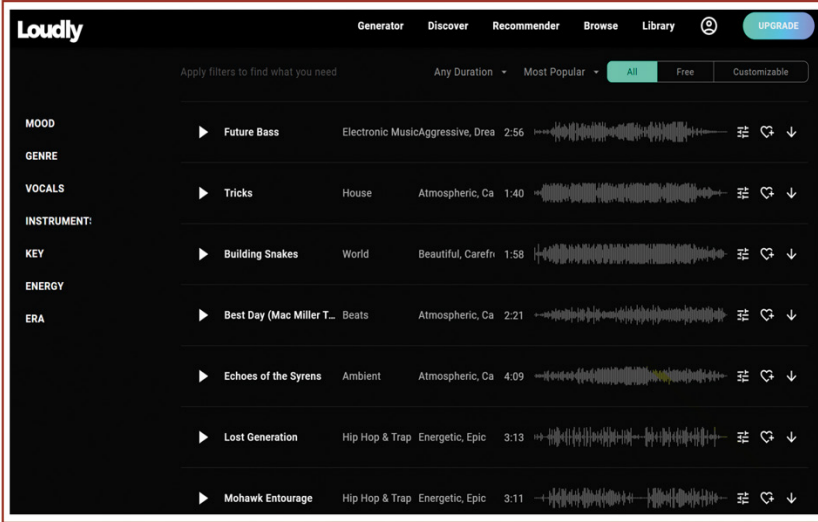 Loudly
Generator Discover Recommender Browse Library UPGRADE
Apply filters to find what you need Any Duration Most Popular All Free Customizable
MOOD
GENRE
VOCALS
INSTRUMENT:
KEY
ENERGY
ERA
Future Bass Electronic MusicAggressive, Drea 2:56
Tricks House Atmospheric, Ca 1:40
Building Snakes World Beautiful, Carefr 1:58
Best Day (Mac Miller T... Beats Atmospheric, Ca 2:21
Echoes of the Syrens Ambient Atmospheric, Ca 4:09
Lost Generation Hip Hop & Trap Energetic, Epic 3:13
Mohawk Entourage Hip Hop & Trap Energetic, Epic 3:11